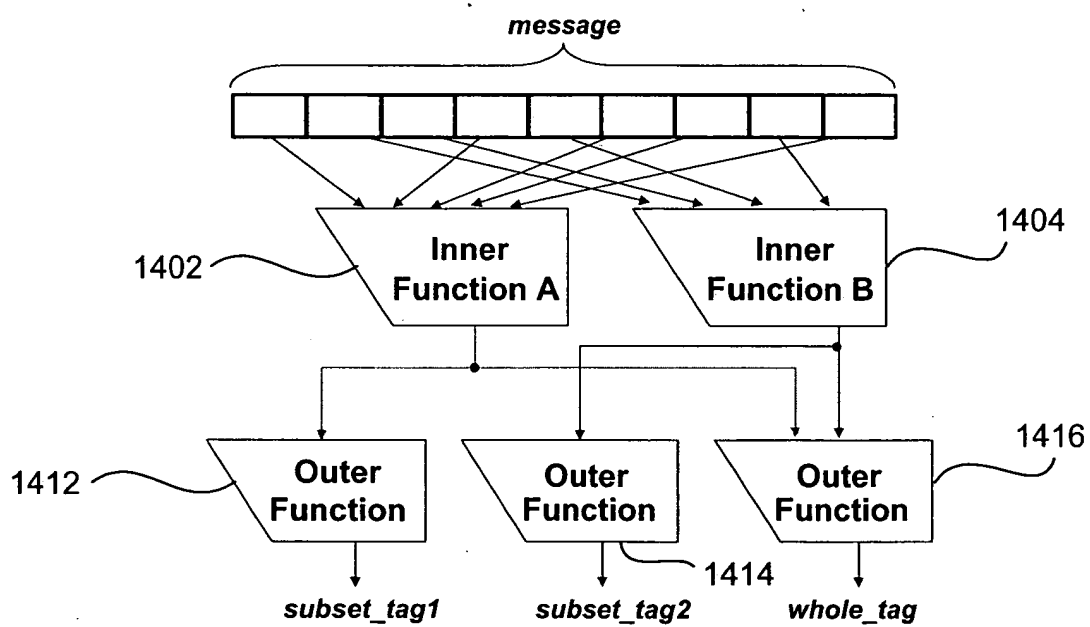 message
1402
Inner
Function A
Inner
Function B
1404
1412
Outer
Function
Outer
Function
Outer
Function
1416
1414
subset_tag1
subset_tag2
whole_tag